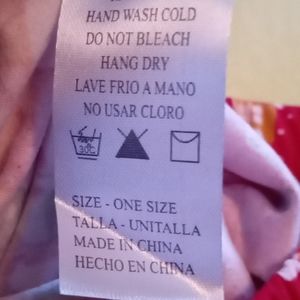 HAND WASH COLD
DO NOT BLEACH
HANG DRY
LAVE FRIO A MANO
NO USAR CLORO
30C
SIZE - ONE SIZE
TALLA - UNITALLA
MADE IN CHINA
HECHO EN CHINA